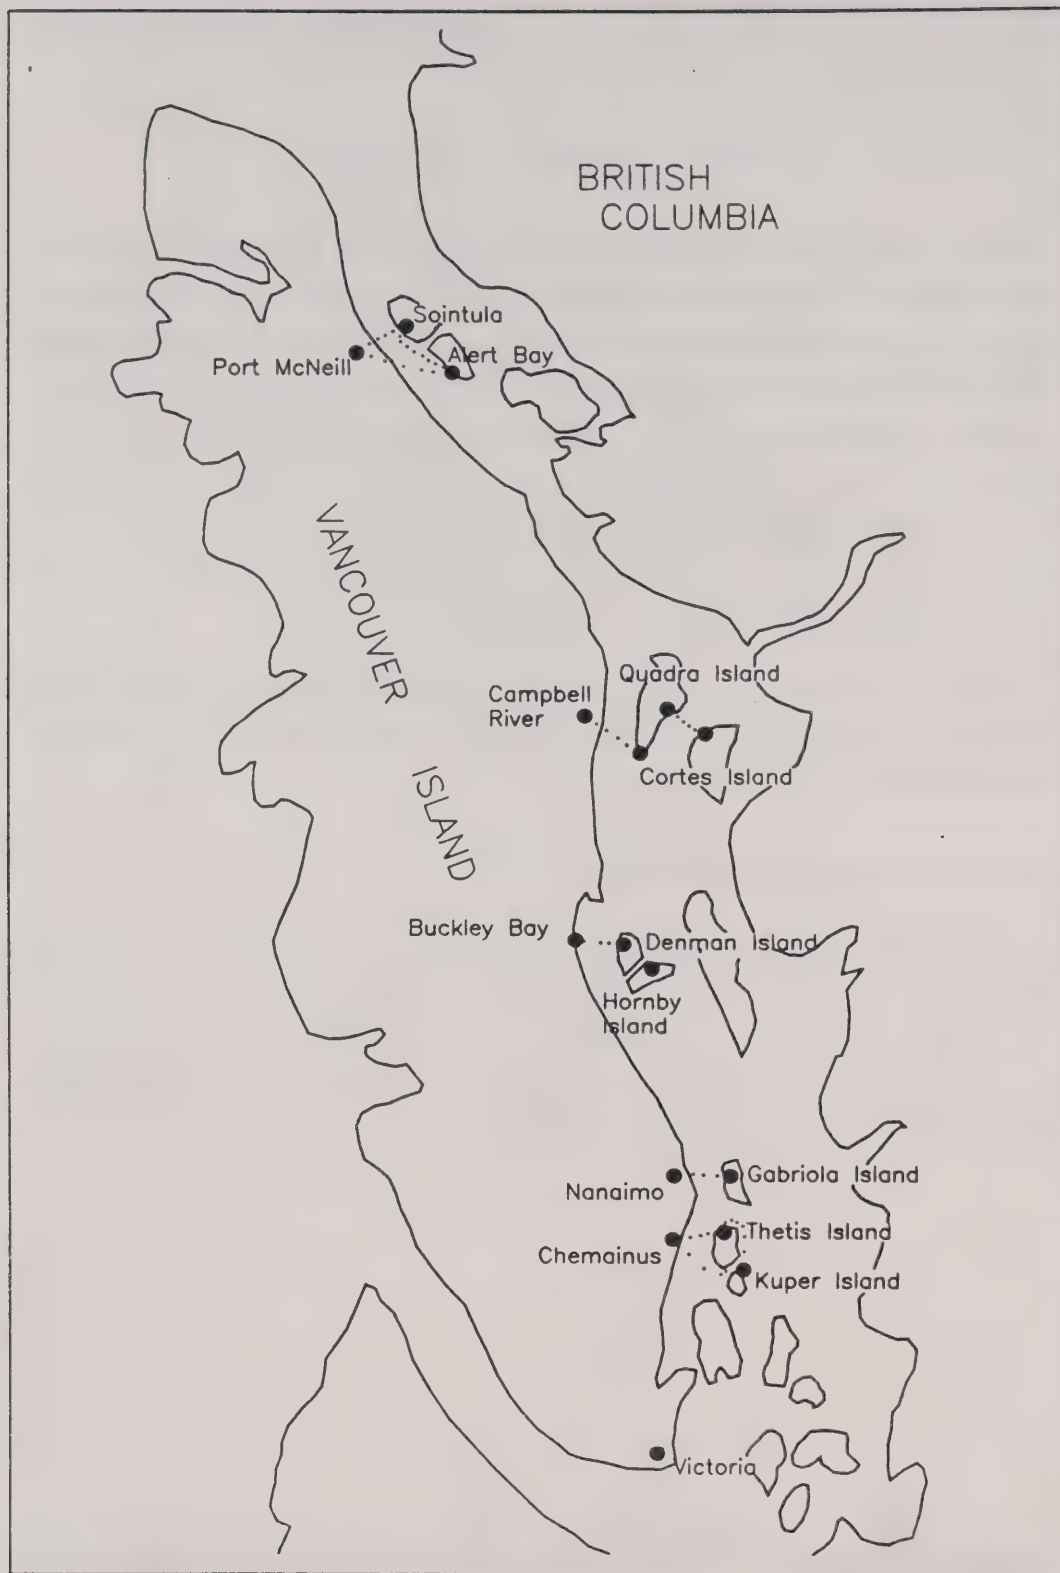 BRITISH
COLUMBIA
Sointula
Alert Bay
Port McNeill
VANCOUVER
ISLAND
Quadra Island
Campbell
River
Cortes Island
Buckley Bay
Denman Island
Hornby
Island
Nanaimo
Gabriola Island
Chemainus
Thetis Island
Kuper Island
Victoria